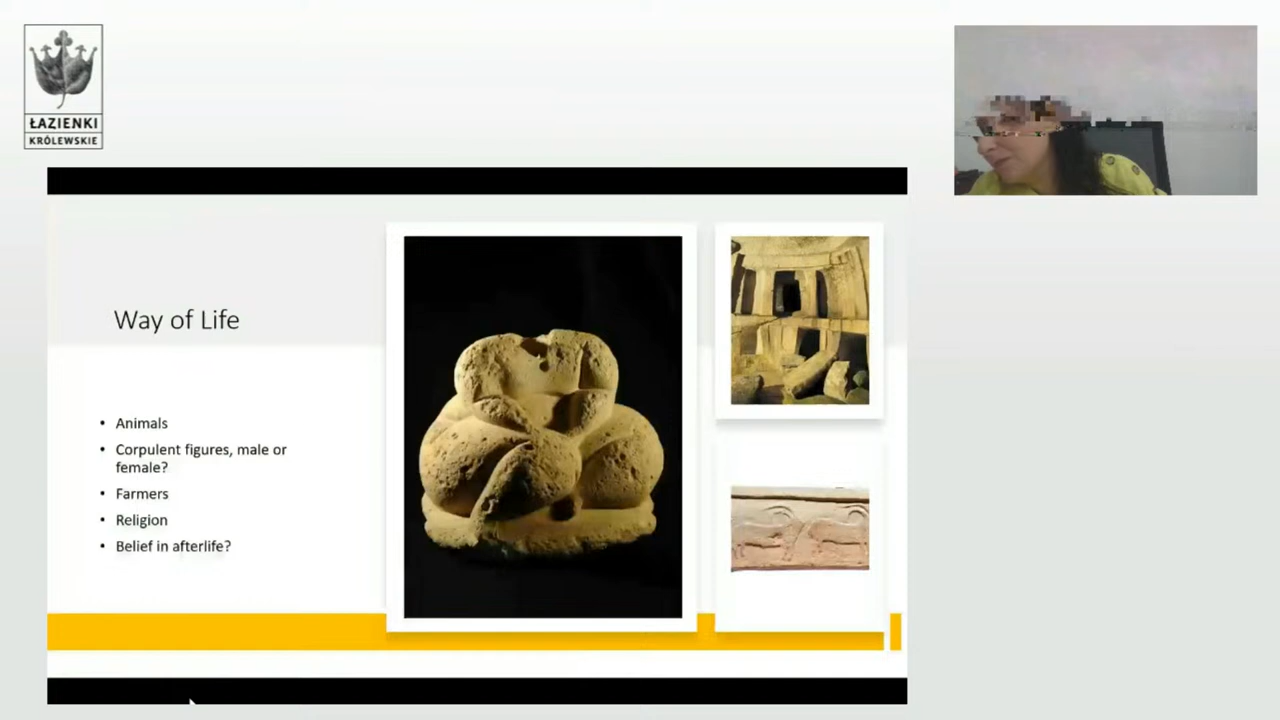 ŁAZIENKI
KRÓLEWSKIE
Way of Life
• Animals
• Corpulent figures, male or
female?
• Farmers
• Religion
• Belief in afterlife?